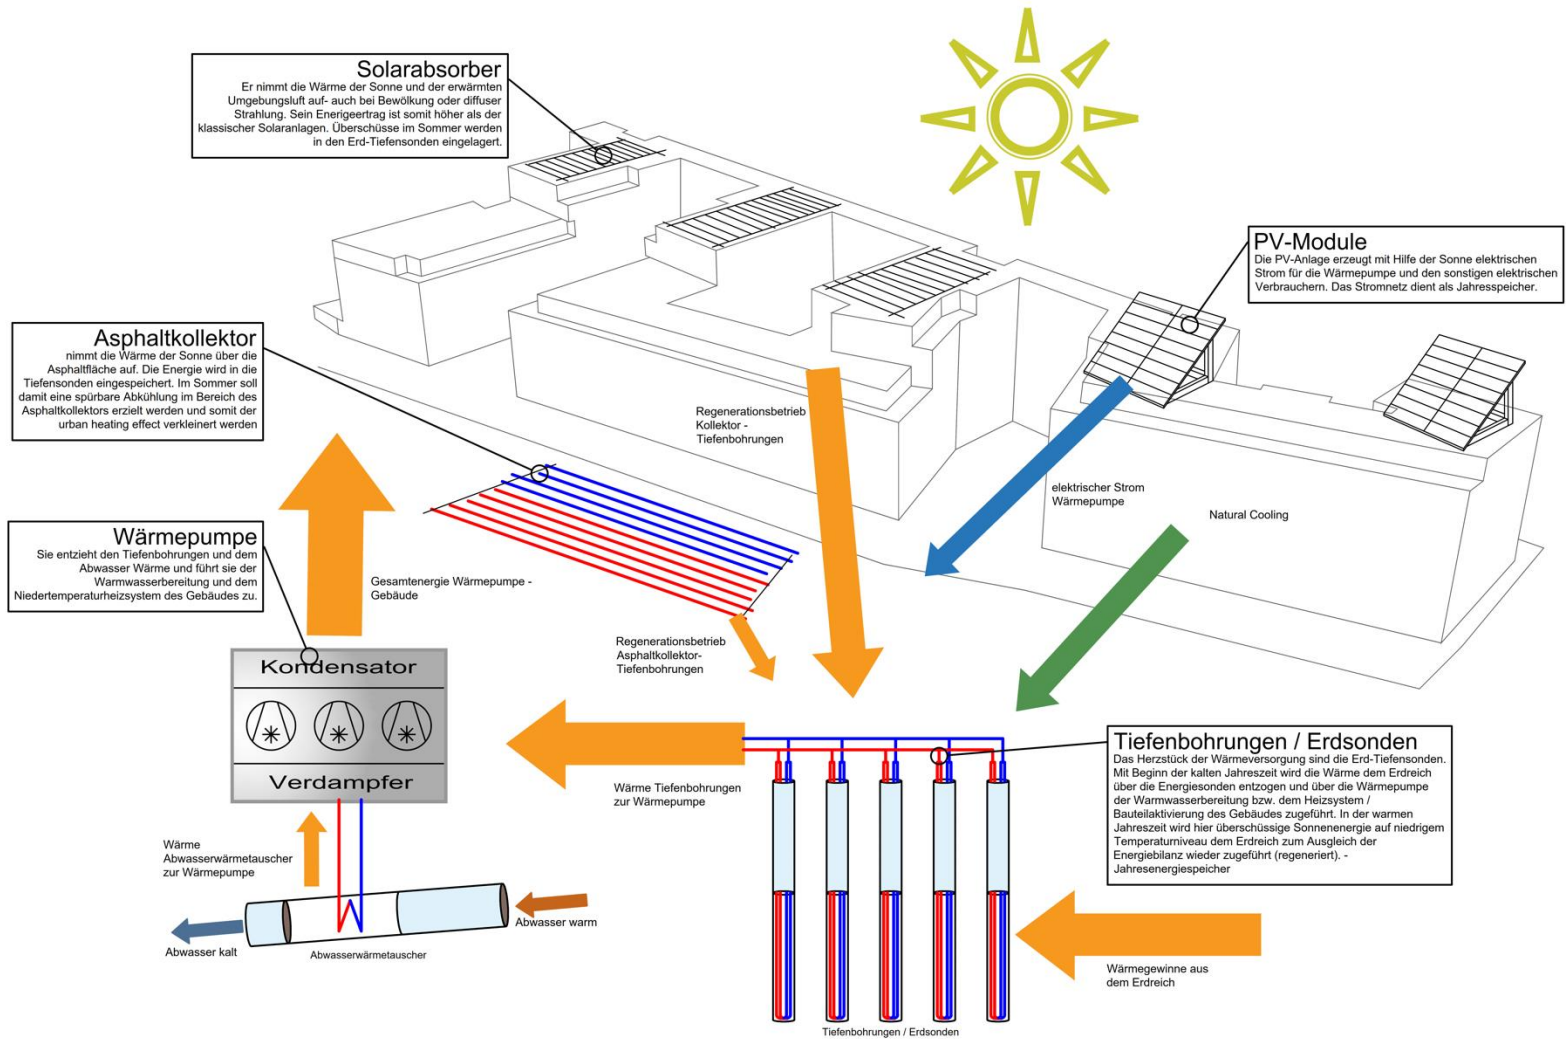 Solarabsorber
Er nimmt die Wärme der Sonne und der erwärmten
Umgebungsluft auf- auch bei Bewölkung oder diffuser
Strahlung. Sein Enerigeertrag ist somit höher als der
klassischer Solaranlagen. Überschüsse im Sommer werden
in den Erd-Tiefensonden eingelagert.
PV-Module
Die PV-Anlage erzeugt mit Hilfe der Sonne elektrischen
Strom für die Wärmepumpe und den sonstigen elektrischen
Verbrauchern. Das Stromnetz dient als Jahresspeicher.
Asphaltkollektor
nimmt die Wärme der Sonne über die
Asphaltfläche auf. Die Energie wird in die
Tiefensonden eingespeichert. Im Sommer soll
damit eine spürbare Abkühlung im Bereich des
Asphaltkollektors erzielt werden und somit der
urban heating effect verkleinert werden
Regenerationsbetrieb
Kollektor -
Tiefenbohrungen
elektrischer Strom
Wärmepumpe
Natural Cooling
Wärmepumpe
Sie entzieht den Tiefenbohrungen und dem
Abwasser Wärme und führt sie der
Warmwasserbereitung und dem
Niedertemperaturheizsystem des Gebäudes zu.
Gesamtenergie Wärmepumpe -
Gebäude
Regenerationsbetrieb
Asphaltkollektor-
Tiefenbohrungen
Kondensator
Verdampfer
Wärme Tiefenbohrungen
zur Wärmepumpe
Tiefenbohrungen / Erdsonden
Das Herzstück der Wärmeversorgung sind die Erd-Tiefensonden.
Mit Beginn der kalten Jahreszeit wird die Wärme dem Erdreich
über die Energiesonden entzogen und über die Wärmepumpe
der Warmwasserbereitung bzw. dem Heizsystem /
Bauteilaktivierung des Gebäudes zugeführt. In der warmen
Jahreszeit wird hier überschüssige Sonnenenergie auf niedrigem
Temperaturniveau dem Erdreich zum Ausgleich der
Energiebilanz wieder zugeführt (regeneriert). -
Jahresenergiespeicher
Wärme
Abwasserwärmetauscher
zur Wärmepumpe
Abwasser warm
Abwasser kalt
Abwasserwärmetauscher
Wärmegewinne aus
dem Erdreich
Tiefenbohrungen / Erdsonden